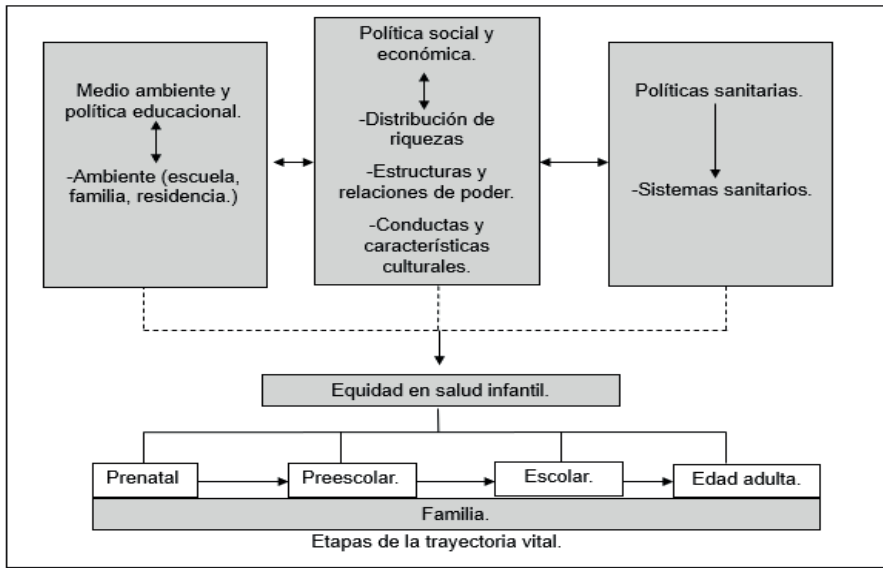 Medio ambiente y
política educacional.
-Ambiente (escuela,
familia, residencia.)
Política social y
económica.
-Distribución de
riquezas
-Estructuras y
relaciones de poder.
-Conductas y
características
culturales.
Políticas sanitarias.
-Sistemas sanitarios.
Equidad en salud infantil.
Prenatal
Preescolar.
Escolar.
Edad adulta.
Familia.
Etapas de la trayectoria vital.